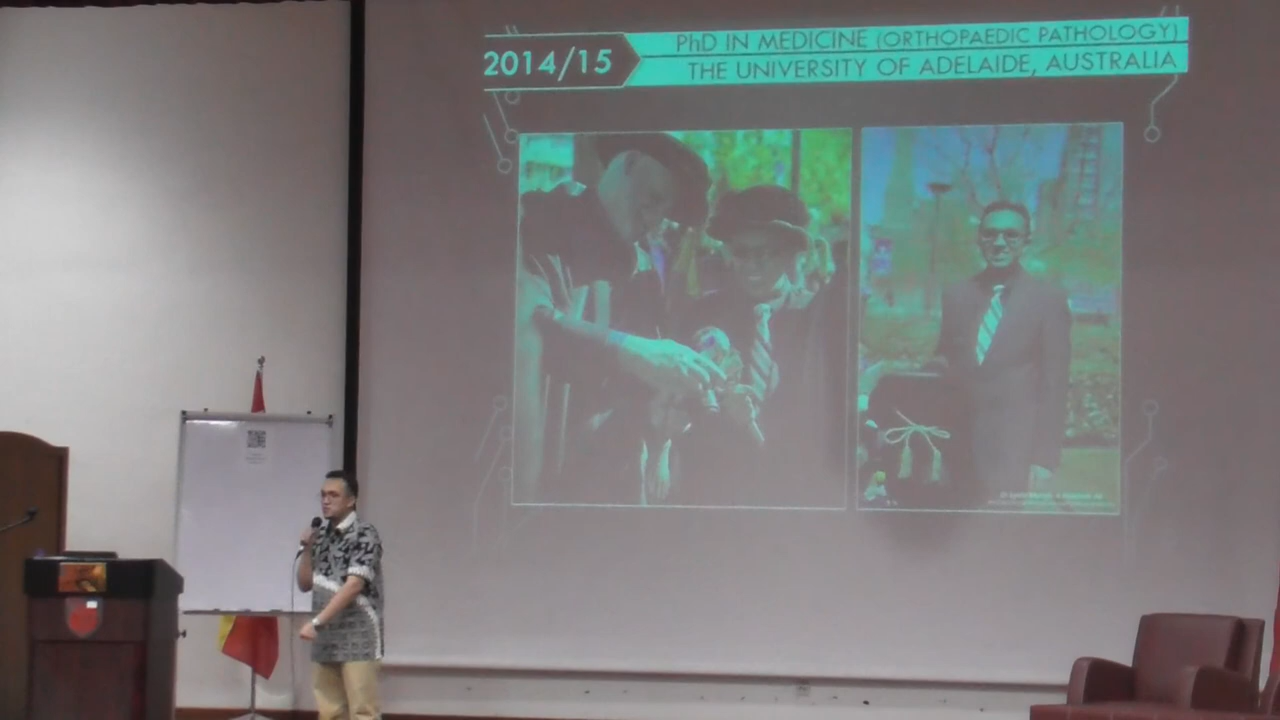 2014/15
PhD IN MEDICINE (ORTHOPAEDIC PATHOLOGY)
THE UNIVERSITY OF ADELAIDE, AUSTRALIA